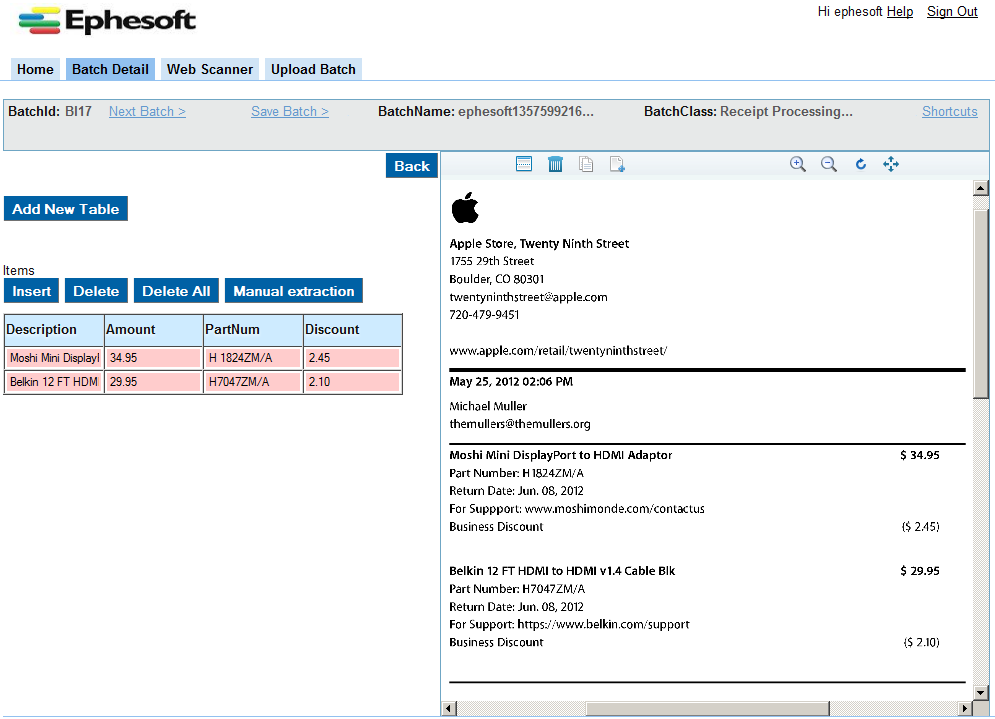 Ephesoft
Hi ephesoft Help Sign Out
Home Batch Detail Web Scanner Upload Batch
BatchId: BI17 Next Batch > Save Batch > BatchName: ephesoft1357599216... BatchClass: Receipt Processing... Shortcuts
Back
Add New Table
Items
Insert Delete Delete All Manual extraction
Description Amount PartNum Discount
Moshi Mini Displayl 34.95 H 1824ZM/A 2.45
Belkin 12 FT HDM 29.95 H7047ZM/A 2.10
Apple Store, Twenty Ninth Street
1755 29th Street
Boulder, CO 80301
twentyninthstreet@apple.com
720-479-9451
www.apple.com/retail/twentyninthstreet/
May 25, 2012 02:06 PM
Michael Muller
themullers@themullers.org
Moshi Mini DisplayPort to HDMI Adaptor $ 34.95
Part Number: H1824ZM/A
Return Date: Jun. 08, 2012
For Suppport: www.moshimonde.com/contactus
Business Discount ($ 2.45)
Belkin 12 FT HDMI to HDMI v1.4 Cable Blk $ 29.95
Part Number: H7047ZM/A
Return Date: Jun. 08, 2012
For Support: https://www.belkin.com/support
Business Discount ($ 2.10)